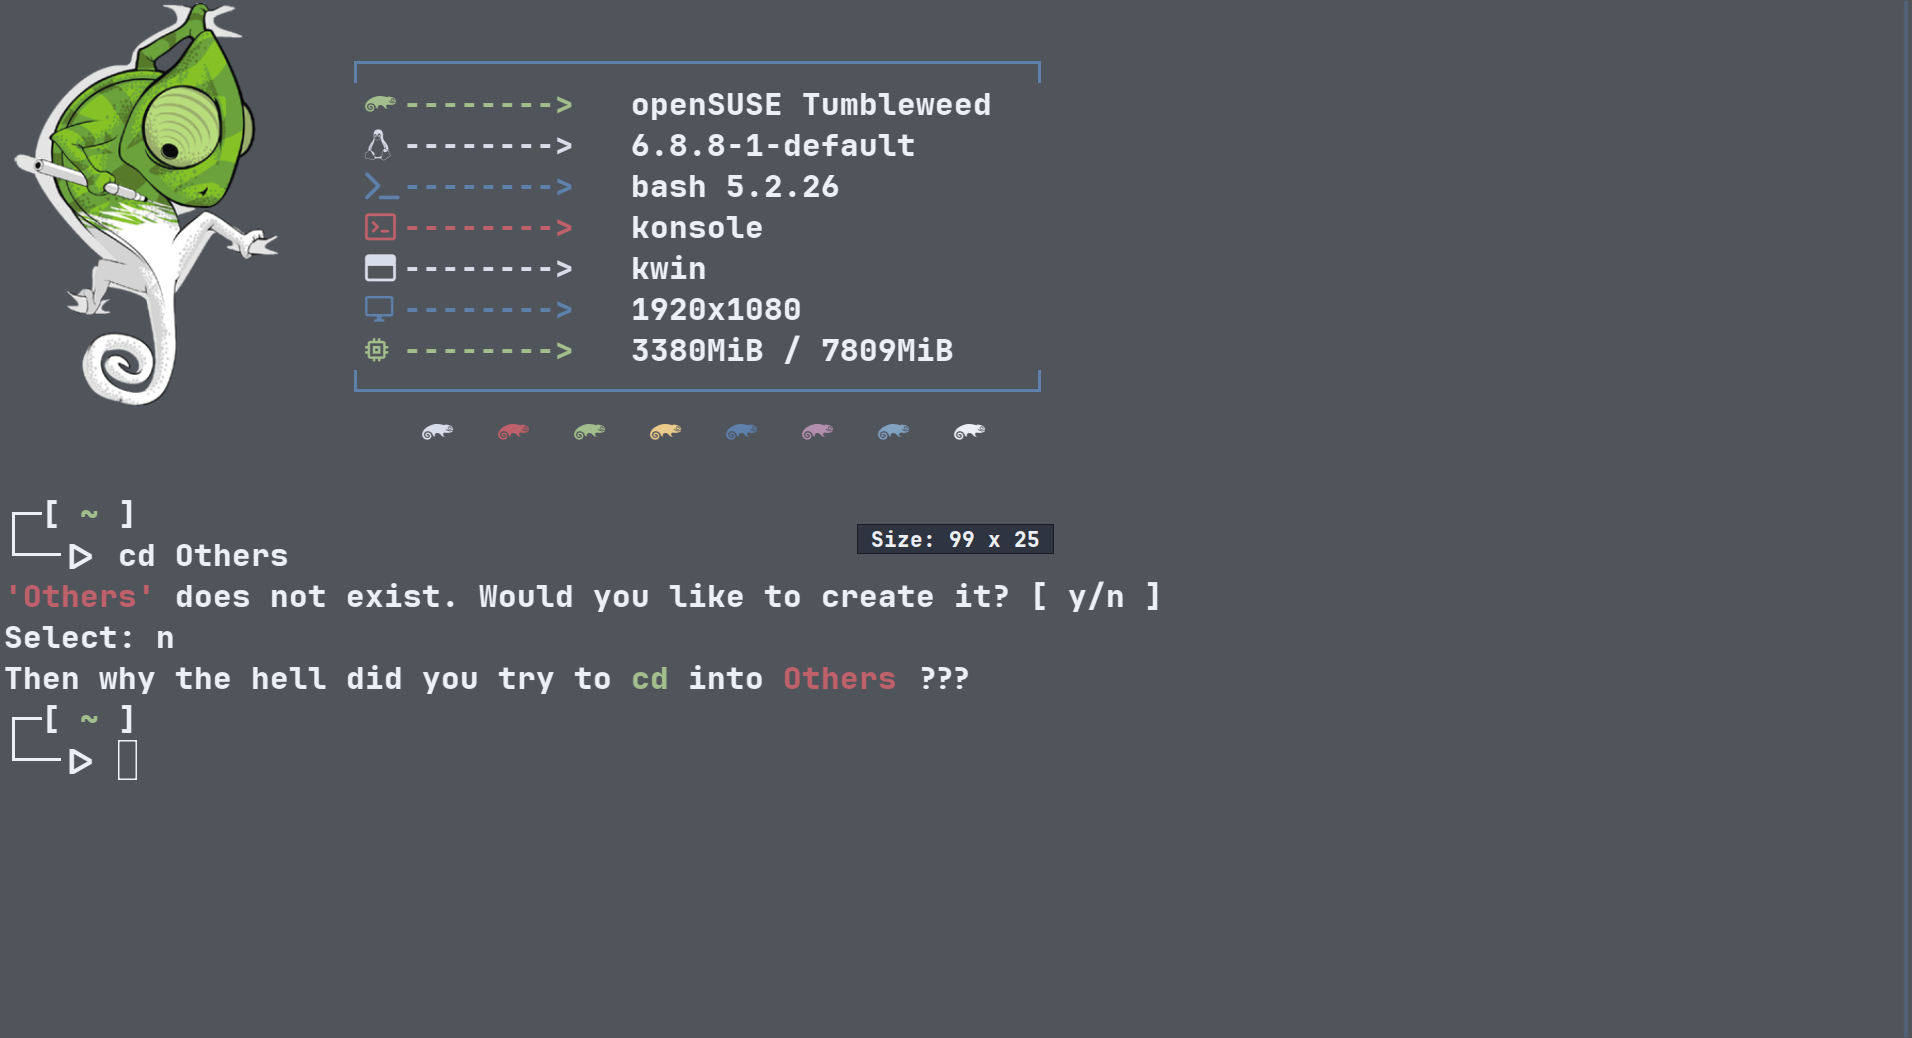 --------> openSUSE Tumbleweed
--------> 6.8.8-1-default
>_ --------> bash 5.2.26
>_ --------> konsole
--------> kwin
--------> 1920x1080
--------> 3380MiB / 7809MiB
┌─[ ~ ]
└──▷ cd Others
Size: 99 x 25
'Others' does not exist. Would you like to create it? [ y/n ]
Select: n
Then why the hell did you try to cd into Others ???
┌─[ ~ ]
└──▷